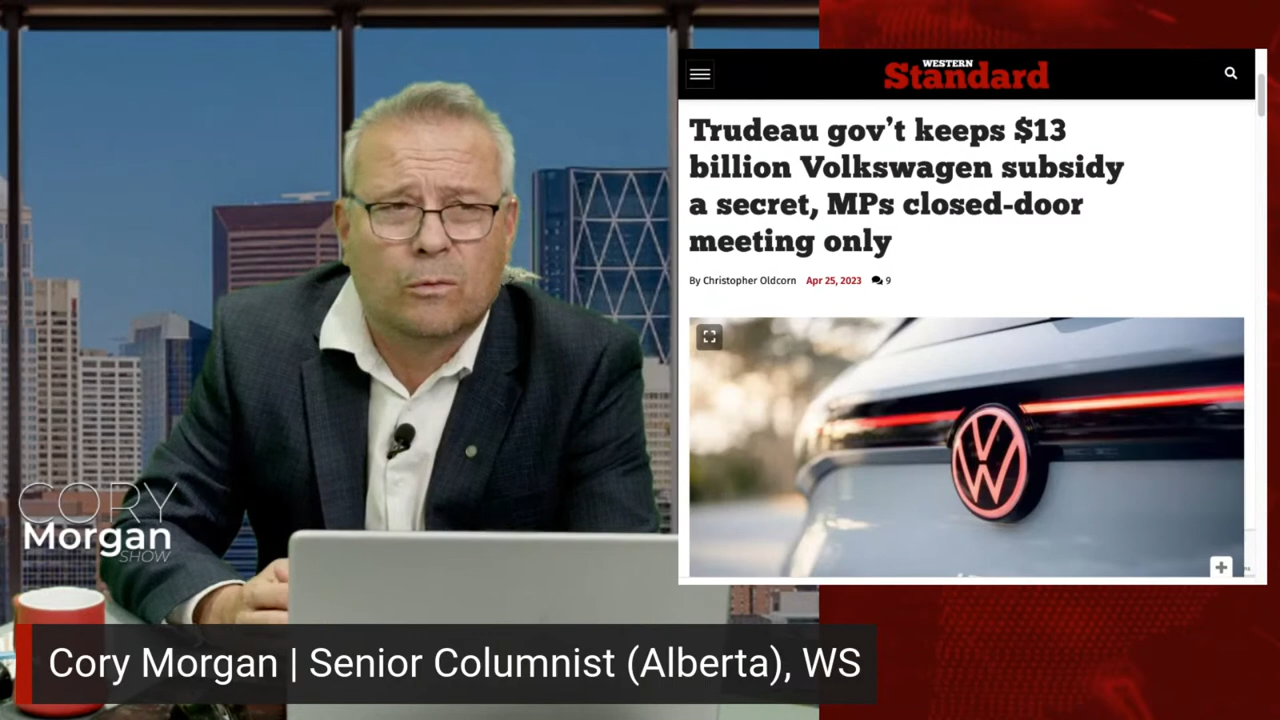 WESTERN
Standard
Trudeau gov't keeps $13
billion Volkswagen subsidy
a secret, MPs closed-door
meeting only
By Christopher Oldcorn Apr 25, 2023 9
CORY
Morgan
SHOW
Cory Morgan | Senior Columnist (Alberta), WS